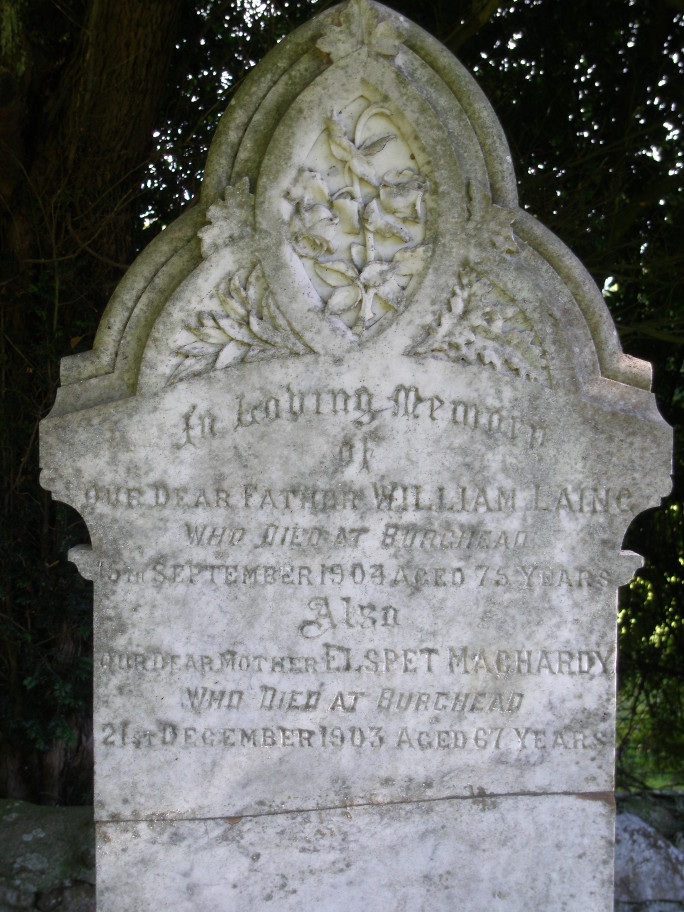 In Loving Memory
of
OUR DEAR FATHER WILLIAM LAING
WHO DIED AT BURGHEAD
15TH SEPTEMBER 1904 AGED 75 YEARS
Also
OUR DEAR MOTHER ELSPET MACHARDY
WHO DIED AT BURGHEAD
21ST DECEMBER 1903 AGED 67 YEARS